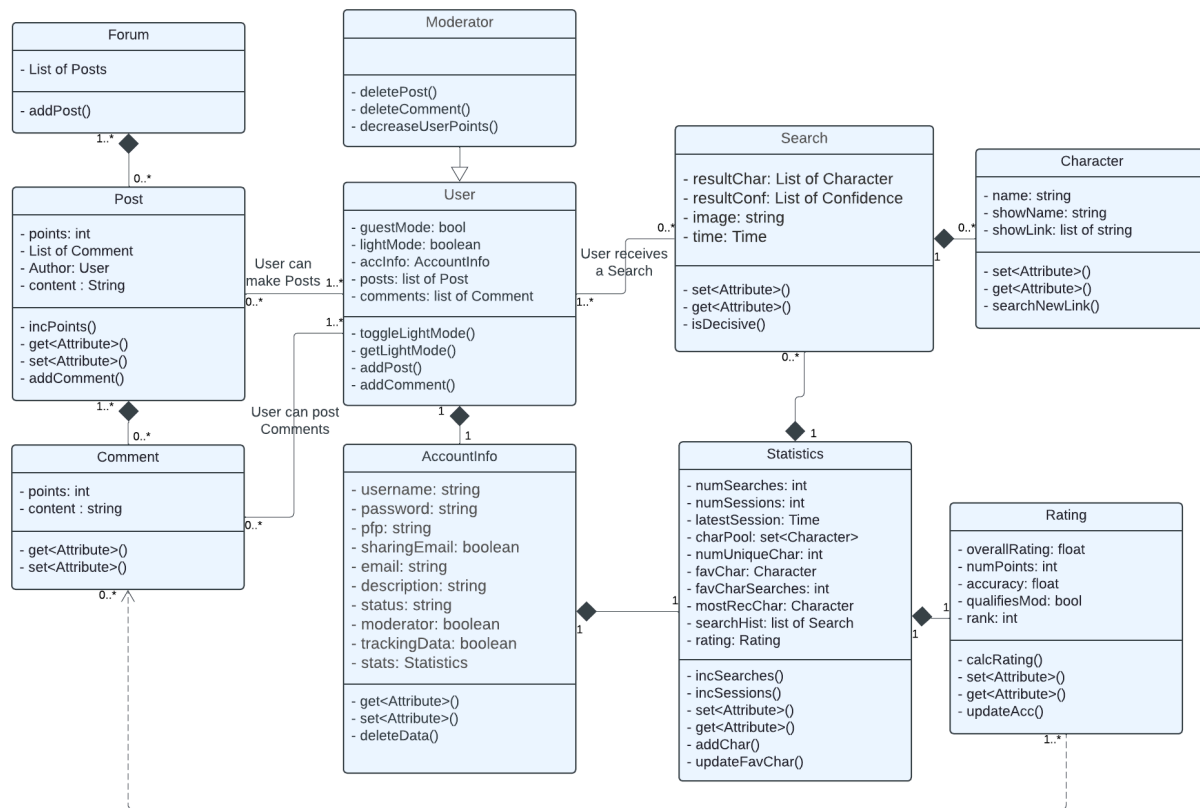 Forum
- List of Posts
- addPost()
1..*
0..*
Post
- points: int
- List of Comment
- Author: User
- content : String
- incPoints()
- get<Attribute>()
- set<Attribute>()
- addComment()
1..*
0..*
Comment
- points: int
- content : string
- get<Attribute>()
- set<Attribute>()
0..*
User can
make Posts
0..*
1..*
User can post
Comments
1..*
0..*
Moderator
- deletePost()
- deleteComment()
- decreaseUserPoints()
User
- guestMode: bool
- lightMode: boolean
- accInfo: AccountInfo
- posts: list of Post
- comments: list of Comment
- toggleLightMode()
- getLightMode()
- addPost()
- addComment()
1
1
AccountInfo
- username: string
- password: string
- pfp: string
- sharingEmail: boolean
- email: string
- description: string
- status: string
- moderator: boolean
- trackingData: boolean
- stats: Statistics
- get<Attribute>()
- set<Attribute>()
- deleteData()
1
1
User receives
a Search
0..*
1..*
Search
- resultChar: List of Character
- resultConf: List of Confidence
- image: string
- time: Time
- set<Attribute>()
- get<Attribute>()
- isDecisive()
0..*
1
1
0..*
Character
- name: string
- showName: string
- showLink: list of string
- set<Attribute>()
- get<Attribute>()
- searchNewLink()
Statistics
- numSearches: int
- numSessions: int
- latestSession: Time
- charPool: set<Character>
- numUniqueChar: int
- favChar: Character
- favCharSearches: int
- mostRecChar: Character
- searchHist: list of Search
- rating: Rating
- incSearches()
- incSessions()
- set<Attribute>()
- get<Attribute>()
- addChar()
- updateFavChar()
1
1
Rating
- overallRating: float
- numPoints: int
- accuracy: float
- qualifiesMod: bool
- rank: int
- calcRating()
- set<Attribute>()
- get<Attribute>()
- updateAcc()
1..*